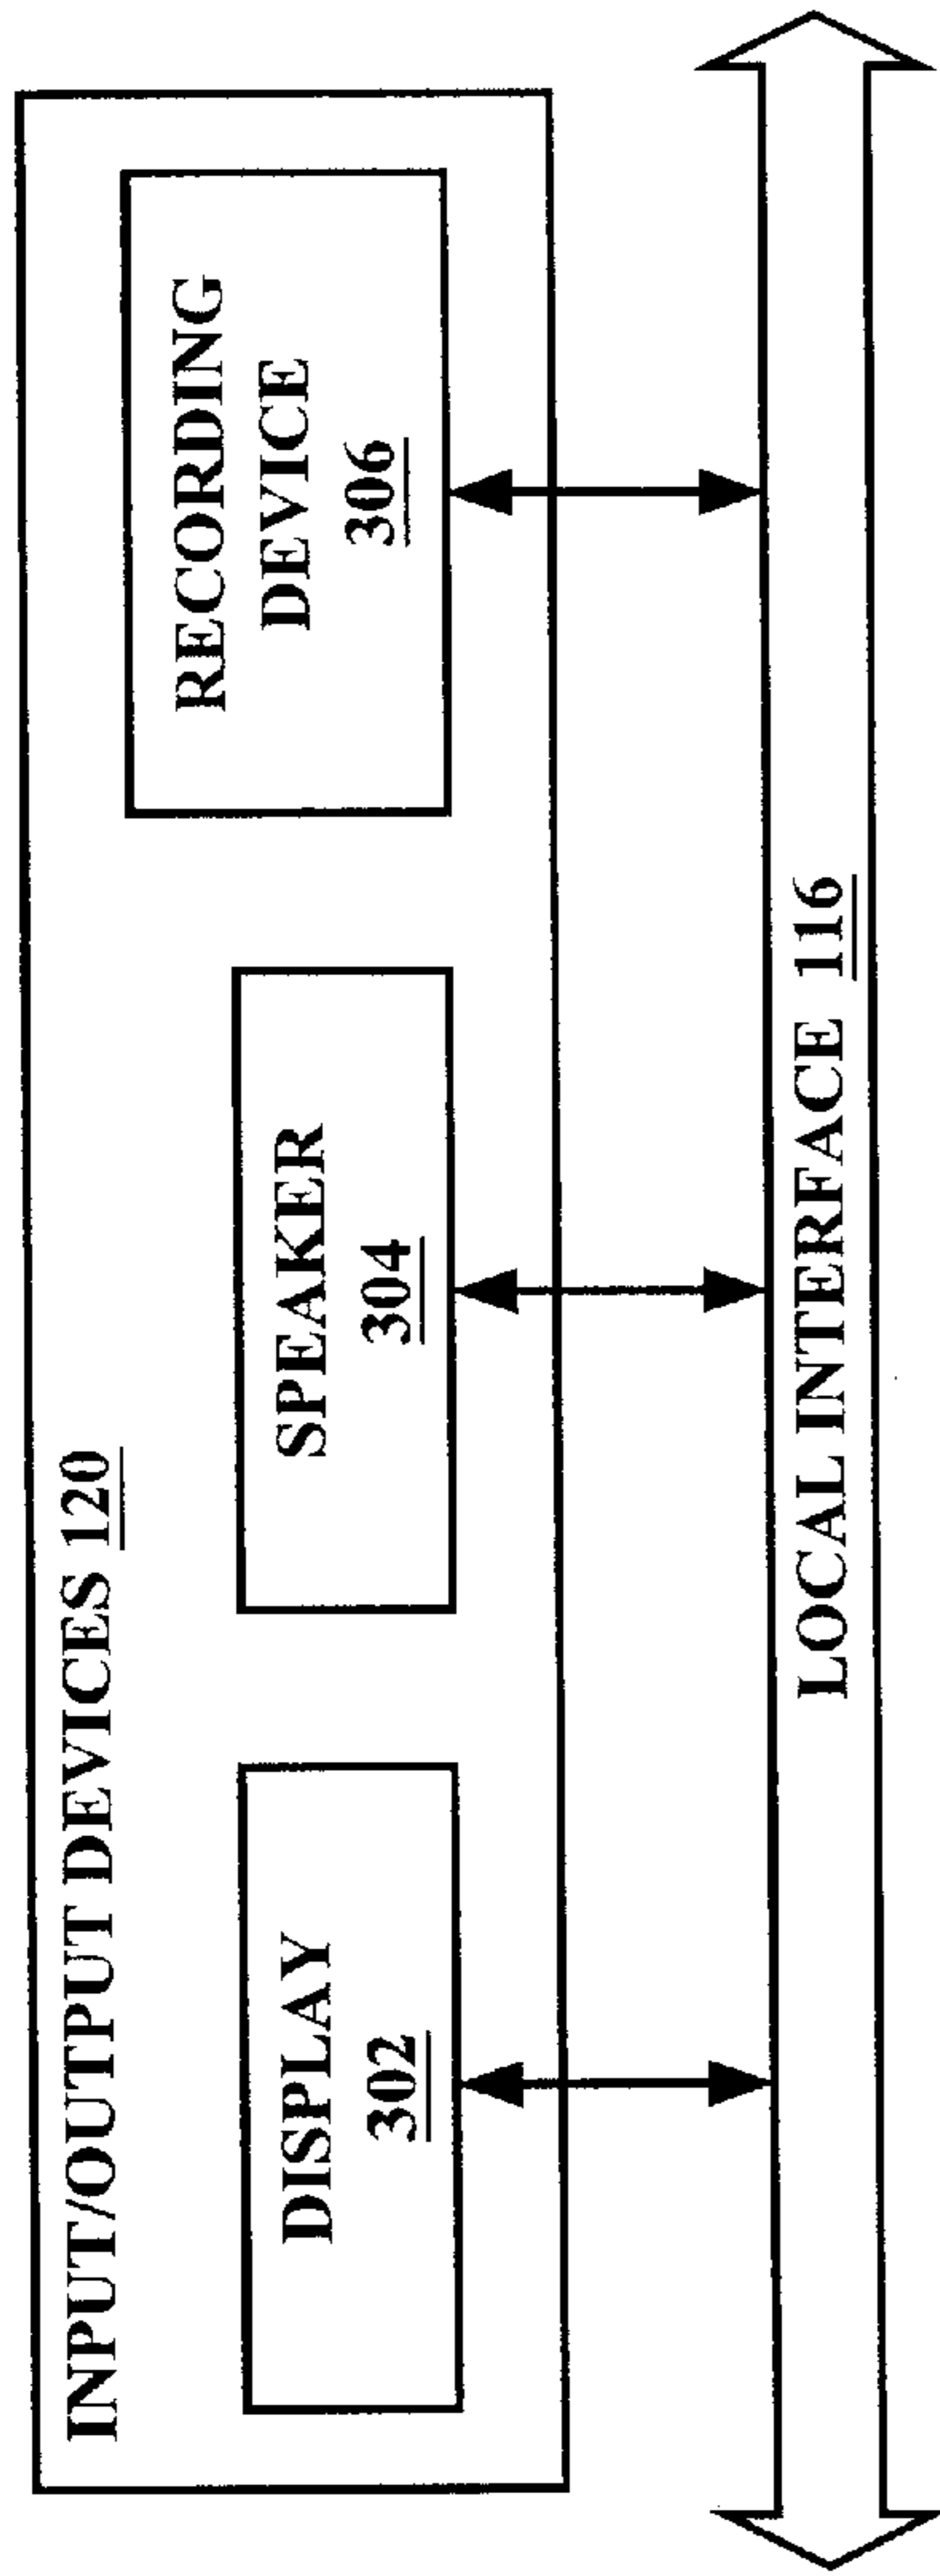 INPUT/OUTPUT DEVICES 120
DISPLAY
302
SPEAKER
304
RECORDING
DEVICE
306
LOCAL INTERFACE 116